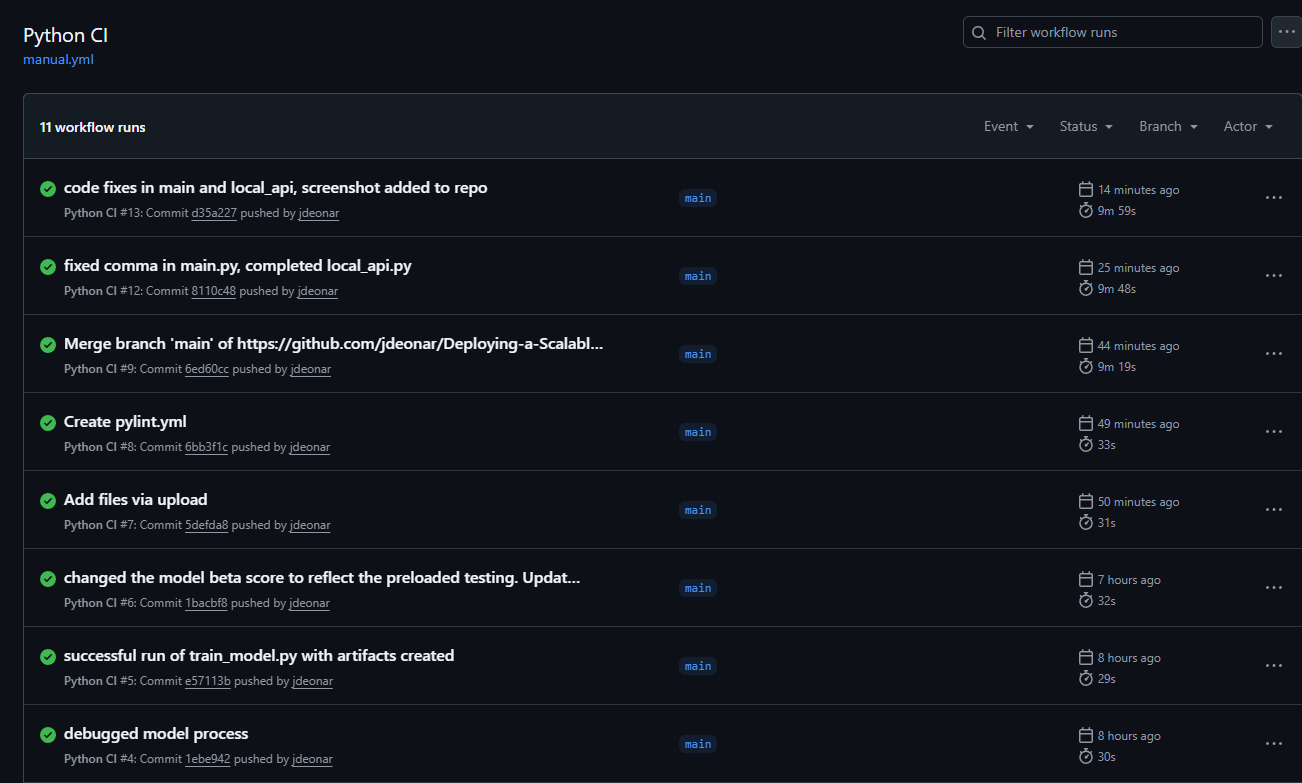 Python CI
manual.yml
Filter workflow runs
11 workflow runs
Event Status Branch Actor
code fixes in main and local_api, screenshot added to repo
Python CI #13: Commit d35a227 pushed by jdeonar
main
14 minutes ago
9m 59s
fixed comma in main.py, completed local_api.py
Python CI #12: Commit 8110c48 pushed by jdeonar
main
25 minutes ago
9m 48s
Merge branch 'main' of https://github.com/jdeonar/Deploying-a-Scalabl...
Python CI #9: Commit 6ed60cc pushed by jdeonar
main
44 minutes ago
9m 19s
Create pylint.yml
Python CI #8: Commit 6bb3f1c pushed by jdeonar
main
49 minutes ago
33s
Add files via upload
Python CI #7: Commit 5defda8 pushed by jdeonar
main
50 minutes ago
31s
changed the model beta score to reflect the preloaded testing. Updat...
Python CI #6: Commit 1bacbf8 pushed by jdeonar
main
7 hours ago
32s
successful run of train_model.py with artifacts created
Python CI #5: Commit e57113b pushed by jdeonar
main
8 hours ago
29s
debugged model process
Python CI #4: Commit 1ebe942 pushed by jdeonar
main
8 hours ago
30s